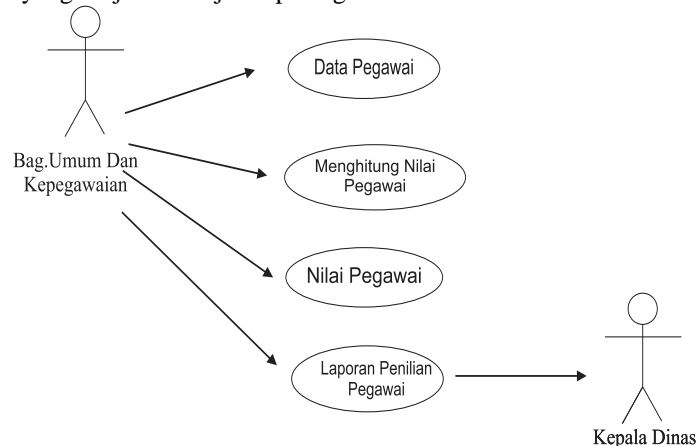 Data Pegawai
Bag.Umum Dan
Kepegawaian
Menghitung Nilai
Pegawai
Nilai Pegawai
Laporan Penilian
Pegawai
Kepala Dinas